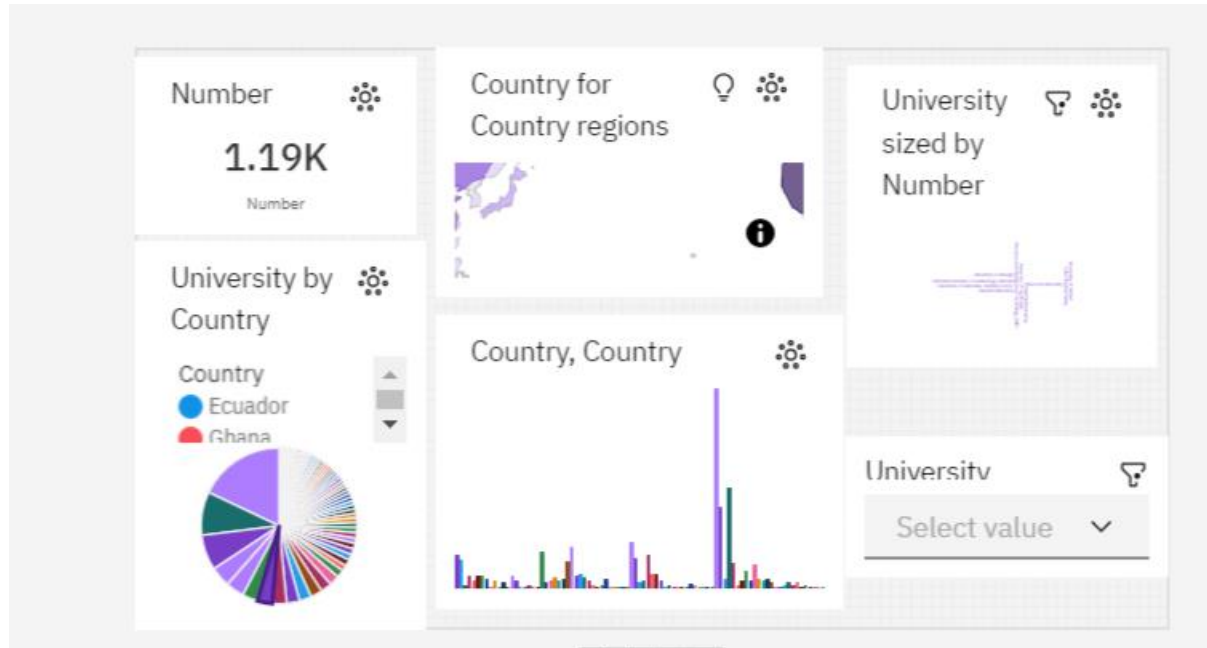 Number
1.19K
Number
Country for
Country regions
University
sized by
Number
University by
Country
Country
Ecuador
Ghana
Country, Country
University
Select value